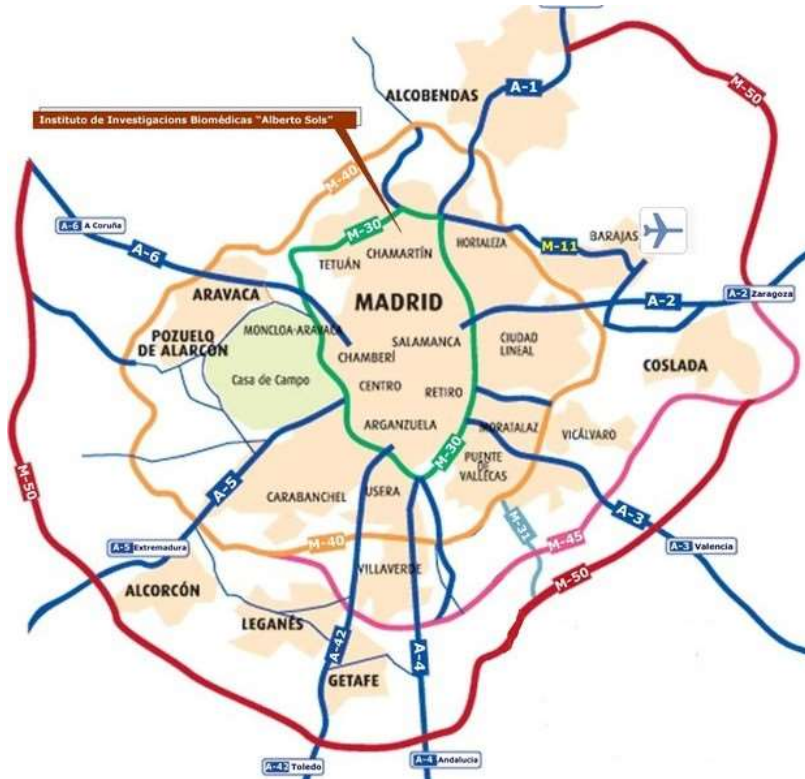 A-1
M-50
ALCOBENDAS
Instituto de Investigacions Biomédicas "Alberto Sols"
M-40
A-6 A Coruña
M-30
A-6
HORTALEZA
M-11
BARAJAS
CHAMARTÍN
TETUÁN
ARAVACA
MADRID
A-2
A-2 Zaragoza
POZUELO
DE ALARCÓN
MONCLOA-ARAVACA
SALAMANCA
CIUDAD
LINEAL
CHAMBERÍ
COSLADA
Casa de Campo
CENTRO
RETIRO
ARGANZUELA
MORATALAZ
VICÁLVARO
M-30
PUENTE
DE
VALLECAS
M-50
A-5
CARABANCHEL
USERA
A-3
M-31
M-40
M-45
A-5 Extremadura
A-3 Valencia
VILLAVERDE
M-50
ALCORCÓN
LEGANÉS
A-42
A-4
GETAFE
A-42 Toledo
A-4 Andalucia